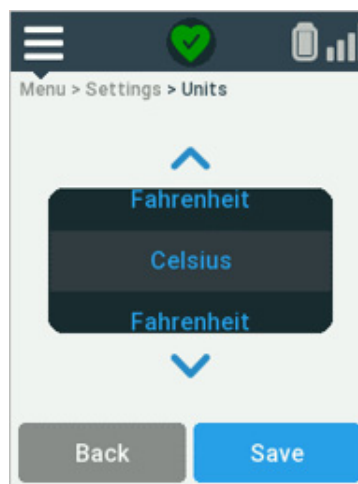 Menu > Settings > Units
Fahrenheit
Celsius
Fahrenheit
Back
Save